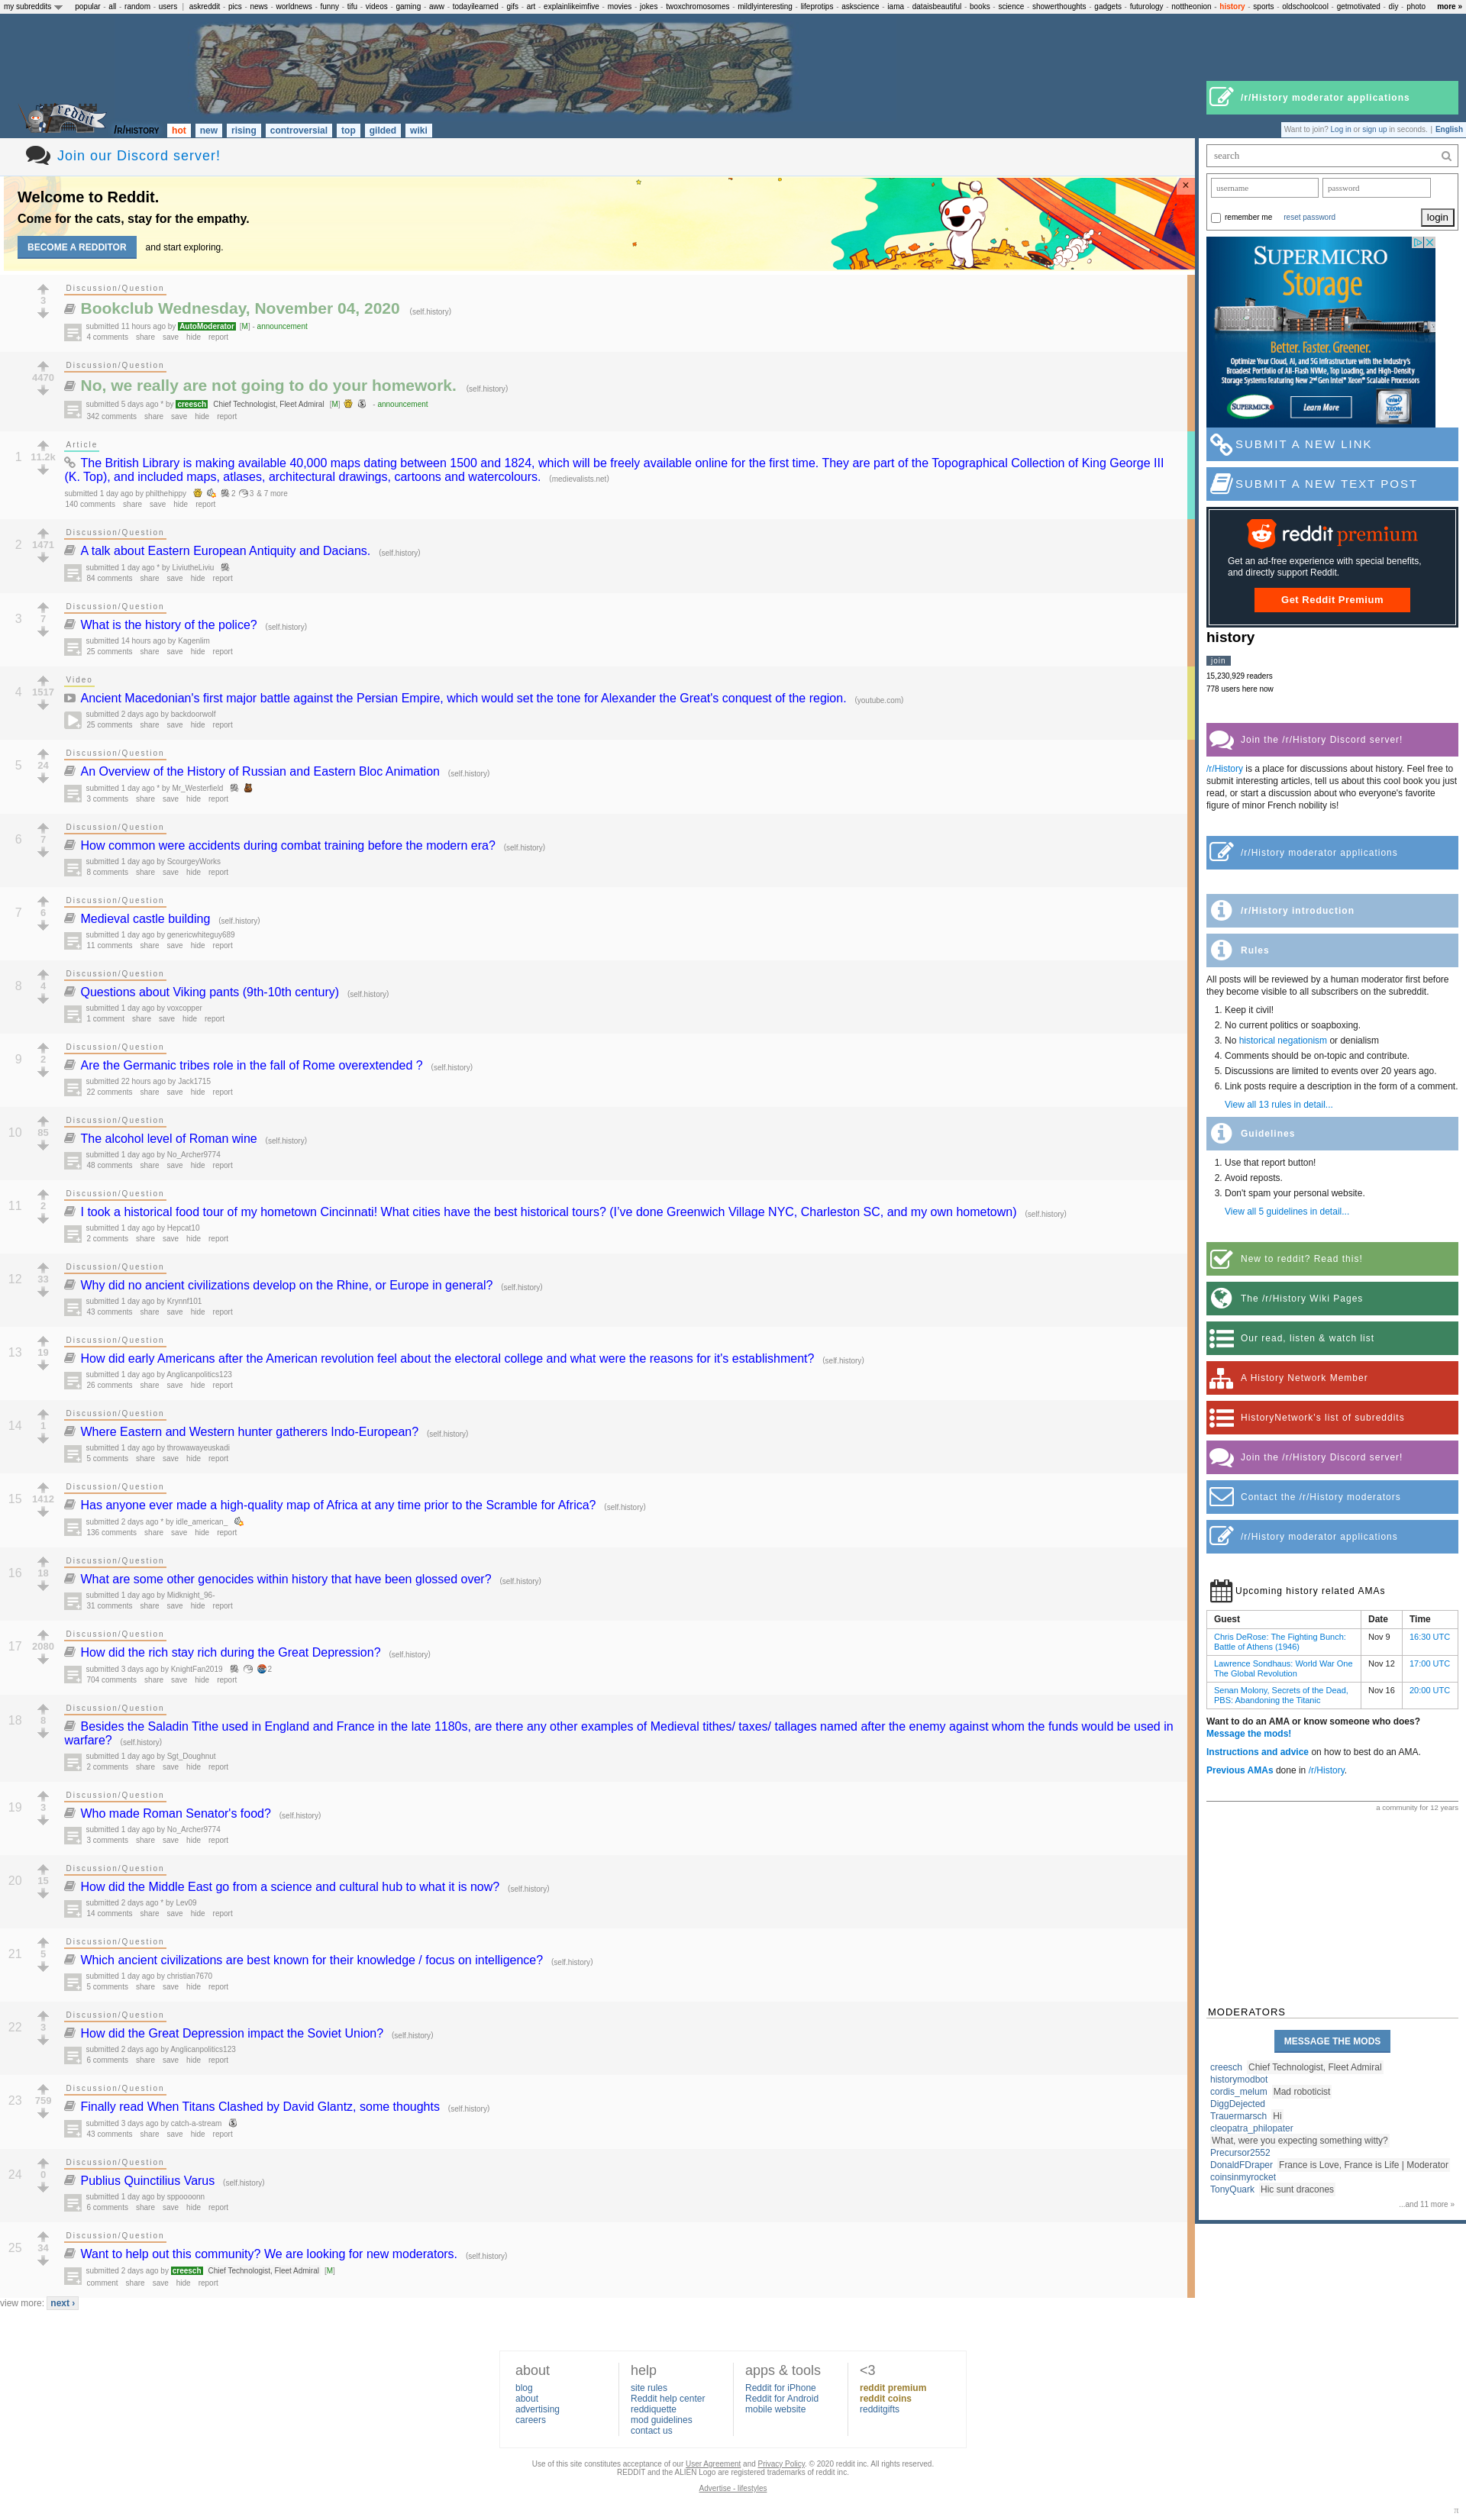 my subreddits popular - all - random - users | askreddit - pics - news - worldnews - funny - tifu - videos - gaming - aww - todayilearned - gifs - art - explainlikeimfive - movies - jokes - twoxchromosomes - mildlyinteresting - lifeprotips - askscience - iama - dataisbeautiful - books - science - showerthoughts - gadgets - futurology - nottheonion - history - sports - oldschoolcool - getmotivated - diy - photo more »
/r/History moderator applications
reddit /r/HISTORY hot new rising controversial top gilded wiki
Want to join? Log in or sign up in seconds. | English
Join our Discord server!
Welcome to Reddit.
Come for the cats, stay for the empathy.
BECOME A REDDITOR and start exploring.
×
Discussion/Question
3
Bookclub Wednesday, November 04, 2020 (self.history)
submitted 11 hours ago by AutoModerator [M] - announcement
4 comments share save hide report
Discussion/Question
4470
No, we really are not going to do your homework. (self.history)
submitted 5 days ago * by creesch Chief Technologist, Fleet Admiral [M] - announcement
342 comments share save hide report
Article
1 11.2k
The British Library is making available 40,000 maps dating between 1500 and 1824, which will be freely available online for the first time. They are part of the Topographical Collection of King George III
(K. Top), and included maps, atlases, architectural drawings, cartoons and watercolours. (medievalists.net)
submitted 1 day ago by philthehippy 2 3 & 7 more
140 comments share save hide report
Discussion/Question
2 1471
A talk about Eastern European Antiquity and Dacians. (self.history)
submitted 1 day ago * by LiviutheLiviu
84 comments share save hide report
Discussion/Question
3 7
What is the history of the police? (self.history)
submitted 14 hours ago by Kagenlim
25 comments share save hide report
Video
4 1517
Ancient Macedonian's first major battle against the Persian Empire, which would set the tone for Alexander the Great's conquest of the region. (youtube.com)
submitted 2 days ago by backdoorwolf
25 comments share save hide report
Discussion/Question
5 24
An Overview of the History of Russian and Eastern Bloc Animation (self.history)
submitted 1 day ago * by Mr_Westerfield
3 comments share save hide report
Discussion/Question
6 7
How common were accidents during combat training before the modern era? (self.history)
submitted 1 day ago by ScourgeyWorks
8 comments share save hide report
Discussion/Question
7 6
Medieval castle building (self.history)
submitted 1 day ago by genericwhiteguy689
11 comments share save hide report
Discussion/Question
8 4
Questions about Viking pants (9th-10th century) (self.history)
submitted 1 day ago by voxcopper
1 comment share save hide report
Discussion/Question
9 2
Are the Germanic tribes role in the fall of Rome overextended ? (self.history)
submitted 22 hours ago by Jack1715
22 comments share save hide report
Discussion/Question
10 85
The alcohol level of Roman wine (self.history)
submitted 1 day ago by No_Archer9774
48 comments share save hide report
Discussion/Question
11 2
I took a historical food tour of my hometown Cincinnati! What cities have the best historical tours? (I've done Greenwich Village NYC, Charleston SC, and my own hometown) (self.history)
submitted 1 day ago by Hepcat10
2 comments share save hide report
Discussion/Question
12 33
Why did no ancient civilizations develop on the Rhine, or Europe in general? (self.history)
submitted 1 day ago by Krynnf101
43 comments share save hide report
Discussion/Question
13 19
How did early Americans after the American revolution feel about the electoral college and what were the reasons for it's establishment? (self.history)
submitted 1 day ago by Anglicanpolitics123
26 comments share save hide report
Discussion/Question
14 1
Where Eastern and Western hunter gatherers Indo-European? (self.history)
submitted 1 day ago by throwawayeuskadi
5 comments share save hide report
Discussion/Question
15 1412
Has anyone ever made a high-quality map of Africa at any time prior to the Scramble for Africa? (self.history)
submitted 2 days ago * by idle_american_
136 comments share save hide report
Discussion/Question
16 18
What are some other genocides within history that have been glossed over? (self.history)
submitted 1 day ago by Midknight_96-
31 comments share save hide report
Discussion/Question
17 2080
How did the rich stay rich during the Great Depression? (self.history)
submitted 3 days ago by KnightFan2019 2
704 comments share save hide report
Discussion/Question
18 8
Besides the Saladin Tithe used in England and France in the late 1180s, are there any other examples of Medieval tithes/ taxes/ tallages named after the enemy against whom the funds would be used in
warfare? (self.history)
submitted 1 day ago by Sgt_Doughnut
2 comments share save hide report
Discussion/Question
19 3
Who made Roman Senator's food? (self.history)
submitted 1 day ago by No_Archer9774
3 comments share save hide report
Discussion/Question
20 15
How did the Middle East go from a science and cultural hub to what it is now? (self.history)
submitted 2 days ago * by Lev09
14 comments share save hide report
Discussion/Question
21 5
Which ancient civilizations are best known for their knowledge / focus on intelligence? (self.history)
submitted 1 day ago by christian7670
5 comments share save hide report
Discussion/Question
22 3
How did the Great Depression impact the Soviet Union? (self.history)
submitted 2 days ago by Anglicanpolitics123
6 comments share save hide report
Discussion/Question
23 759
Finally read When Titans Clashed by David Glantz, some thoughts (self.history)
submitted 3 days ago by catch-a-stream
43 comments share save hide report
Discussion/Question
24 0
Publius Quinctilius Varus (self.history)
submitted 1 day ago by sppoooonn
6 comments share save hide report
Discussion/Question
25 34
Want to help out this community? We are looking for new moderators. (self.history)
submitted 2 days ago by creesch Chief Technologist, Fleet Admiral [M]
comment share save hide report
view more: next ›
search
username password
remember me reset password login
SUPERMICRO
Storage
Better. Faster. Greener.
Optimize Your Cloud, AI, and 5G Infrastructure with the Industry's
Broadest Portfolio of All-Flash NVMe, Top Loading, and High-Density
Storage systems featuring New 2nd Gen Intel® Xeon® Scalable Processors
SUPERMICRO Learn More intel XEON PLATINUM
SUBMIT A NEW LINK
SUBMIT A NEW TEXT POST
reddit premium
Get an ad-free experience with special benefits,
and directly support Reddit.
Get Reddit Premium
history
join
15,230,929 readers
778 users here now
Join the /r/History Discord server!
/r/History is a place for discussions about history. Feel free to
submit interesting articles, tell us about this cool book you just
read, or start a discussion about who everyone's favorite
figure of minor French nobility is!
/r/History moderator applications
/r/History introduction
Rules
All posts will be reviewed by a human moderator first before
they become visible to all subscribers on the subreddit.
1. Keep it civil!
2. No current politics or soapboxing.
3. No historical negationism or denialism
4. Comments should be on-topic and contribute.
5. Discussions are limited to events over 20 years ago.
6. Link posts require a description in the form of a comment.
View all 13 rules in detail...
Guidelines
1. Use that report button!
2. Avoid reposts.
3. Don't spam your personal website.
View all 5 guidelines in detail...
New to reddit? Read this!
The /r/History Wiki Pages
Our read, listen & watch list
A History Network Member
HistoryNetwork's list of subreddits
Join the /r/History Discord server!
Contact the /r/History moderators
/r/History moderator applications
Upcoming history related AMAs
Guest Date Time
Chris DeRose: The Fighting Bunch: Nov 9 16:30 UTC
Battle of Athens (1946)
Lawrence Sondhaus: World War One Nov 12 17:00 UTC
The Global Revolution
Senan Molony, Secrets of the Dead, Nov 16 20:00 UTC
PBS: Abandoning the Titanic
Want to do an AMA or know someone who does?
Message the mods!
Instructions and advice on how to best do an AMA.
Previous AMAs done in /r/History.
a community for 12 years
MODERATORS
MESSAGE THE MODS
creesch Chief Technologist, Fleet Admiral
historymodbot
cordis_melum Mad roboticist
DiggDejected
Trauermarsch Hi
cleopatra_philopater
What, were you expecting something witty?
Precursor2552
DonaldFDraper France is Love, France is Life | Moderator
coinsinmyrocket
TonyQuark Hic sunt dracones
...and 11 more »
about
blog
about
advertising
careers
help
site rules
Reddit help center
reddiquette
mod guidelines
contact us
apps & tools
Reddit for iPhone
Reddit for Android
mobile website
<3
reddit premium
reddit coins
redditgifts
Use of this site constitutes acceptance of our User Agreement and Privacy Policy. © 2020 reddit inc. All rights reserved.
REDDIT and the ALIEN Logo are registered trademarks of reddit inc.
Advertise - lifestyles
π